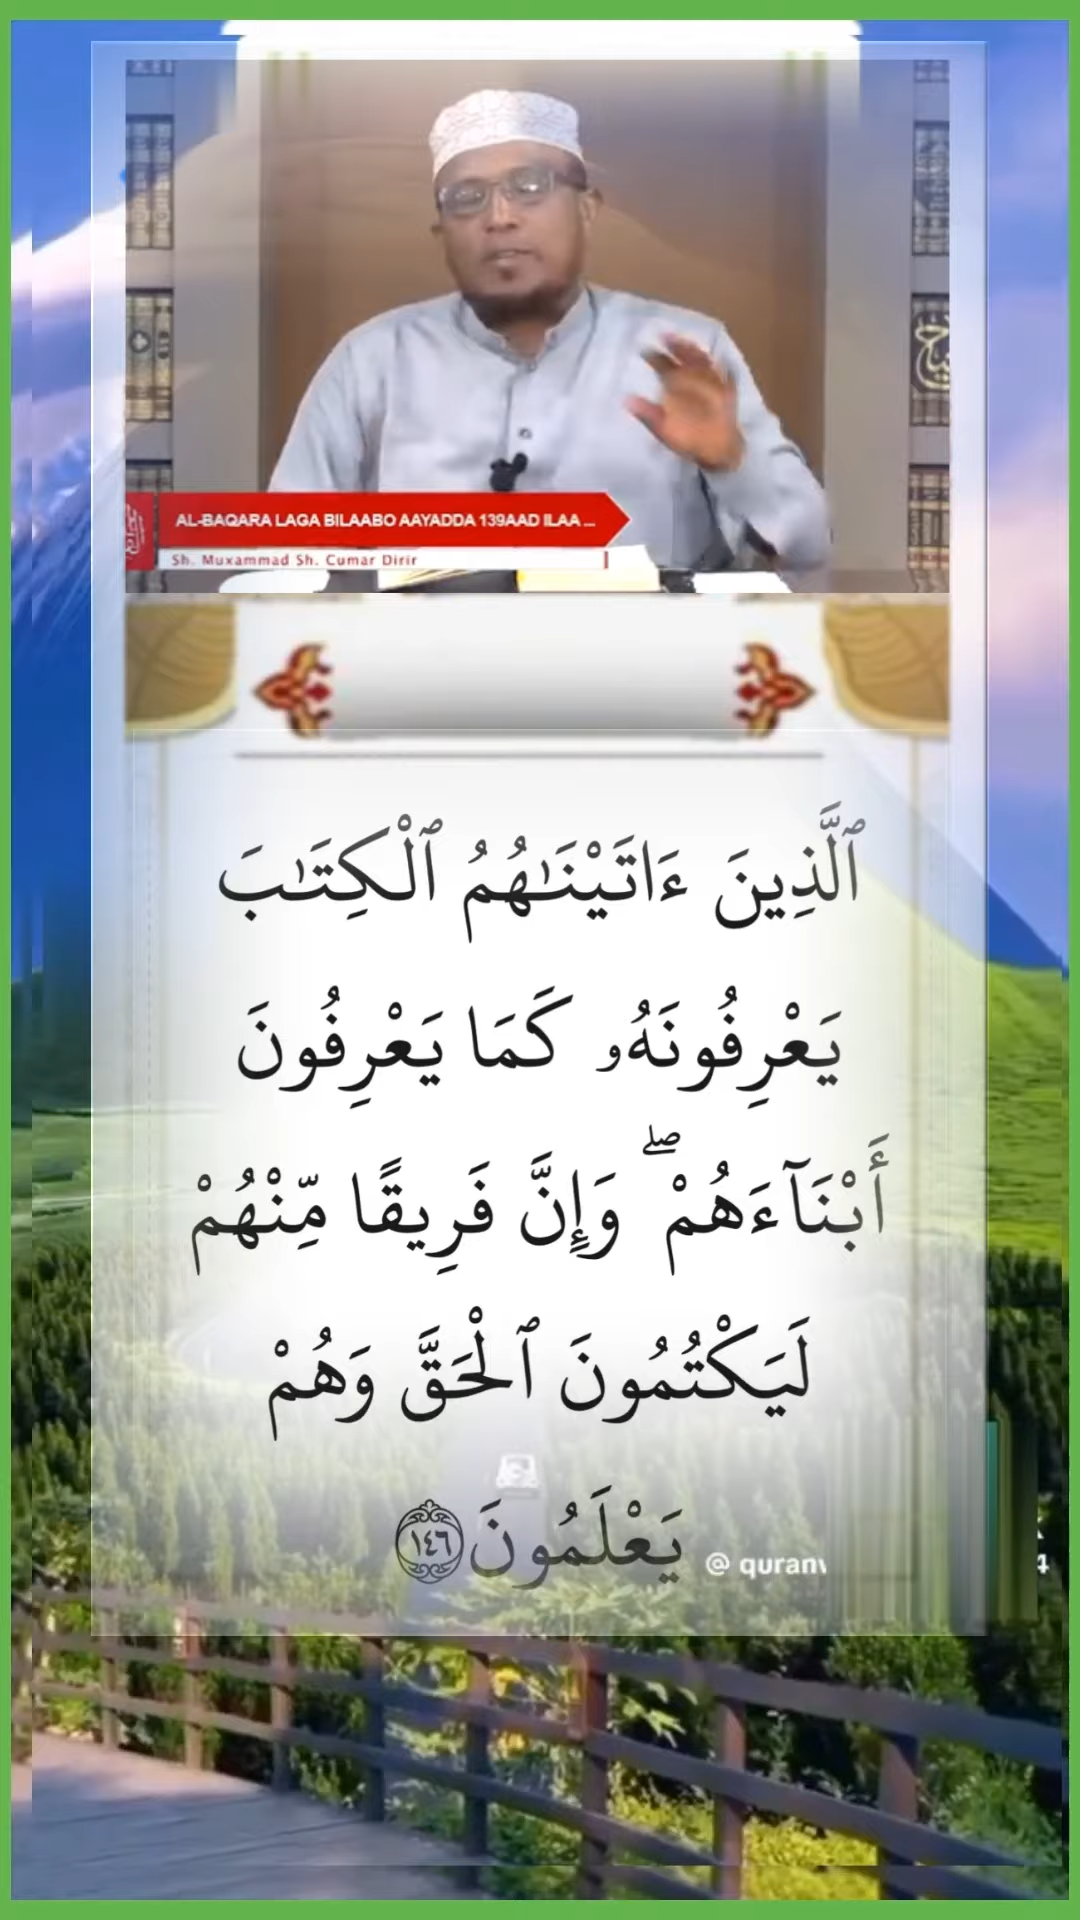 AL-BAQARA LAGA BILAABO AAYADDA 139AAD ILAA ...
Sh. Muxammad Sh. Cumar Dirir
ٱلَّذِينَ ءَاتَيْنَـٰهُمُ ٱلْكِتَـٰبَ
يَعْرِفُونَهُۥ كَمَا يَعْرِفُونَ
أَبْنَآءَهُمْ ۖ وَإِنَّ فَرِيقًا مِّنْهُمْ
لَيَكْتُمُونَ ٱلْحَقَّ وَهُمْ
يَعْلَمُونَ ١٤٦
@ quran